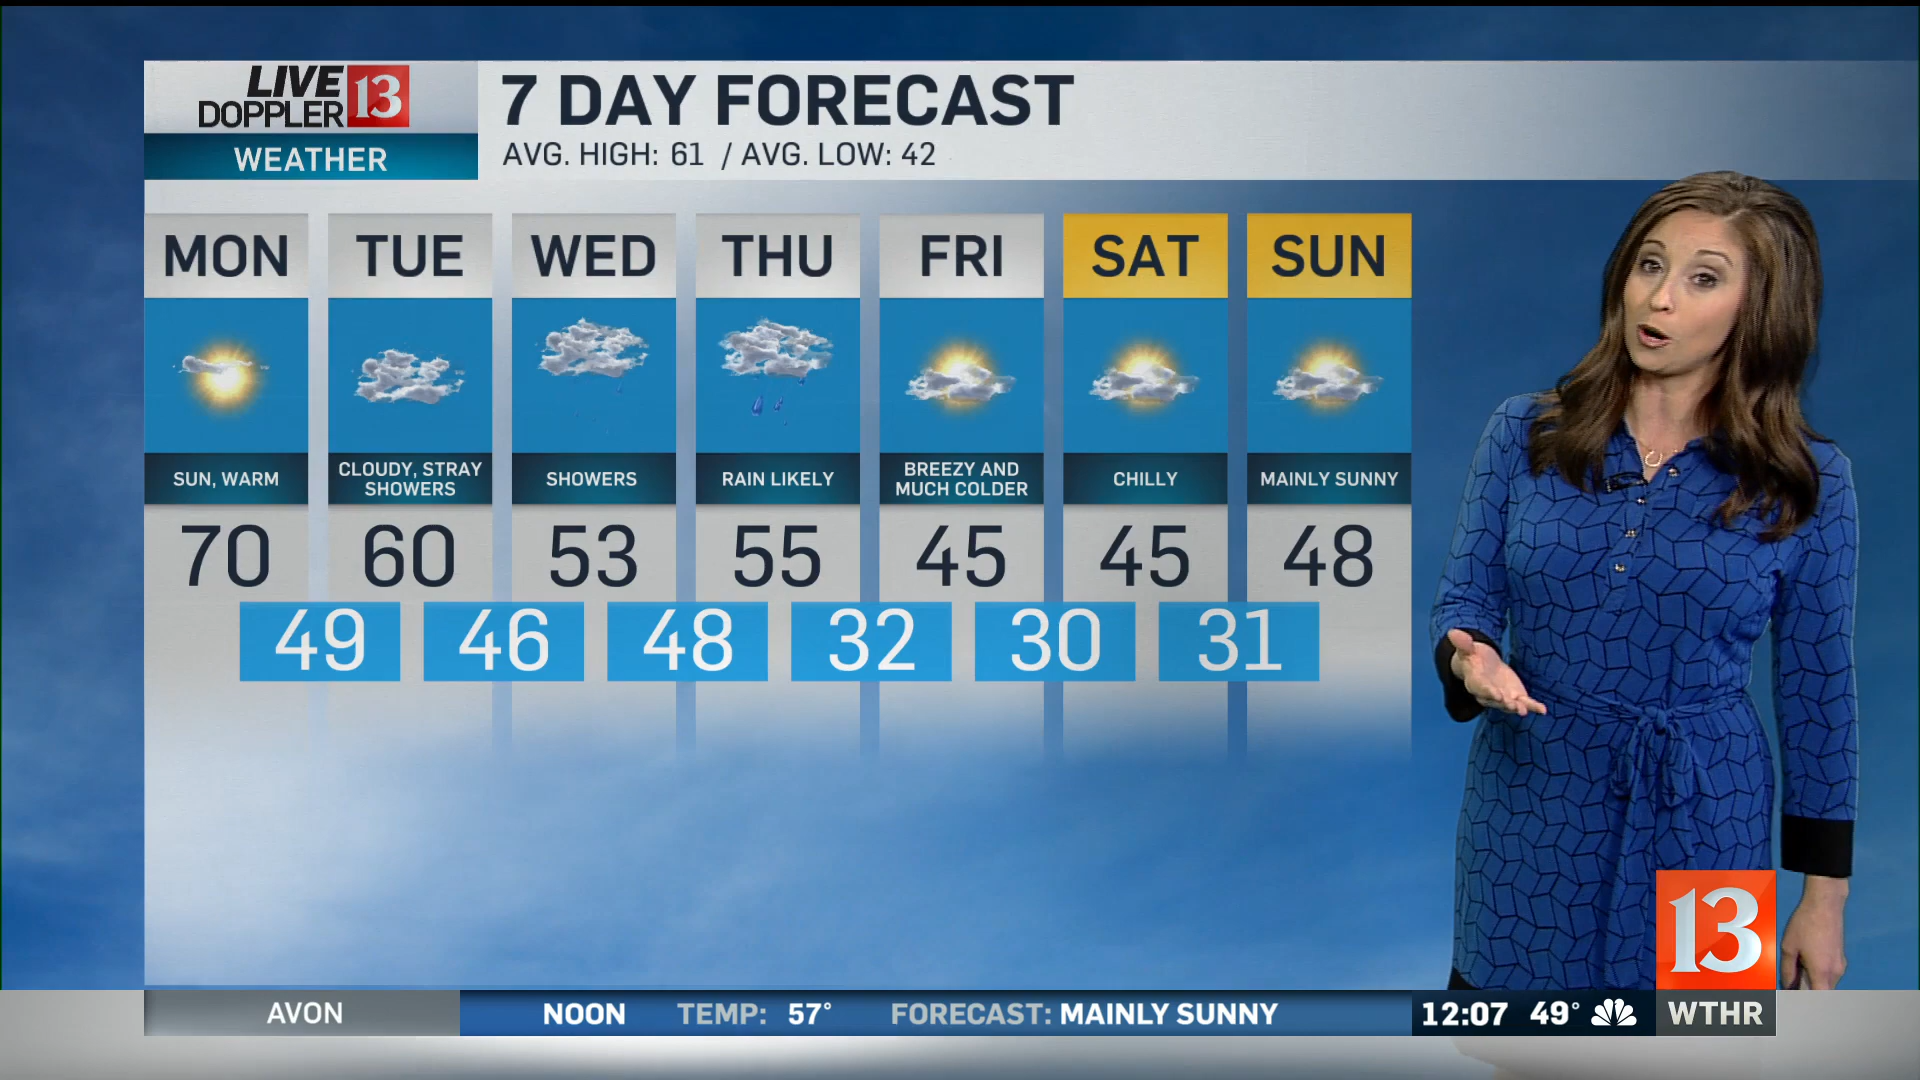 LIVE
DOPPLER 13
WEATHER
7 DAY FORECAST
AVG. HIGH: 61 / AVG. LOW: 42
MON TUE WED THU FRI SAT SUN
SUN, WARM
CLOUDY, STRAY
SHOWERS
SHOWERS
RAIN LIKELY
BREEZY AND
MUCH COLDER
CHILLY
MAINLY SUNNY
70 60 53 55 45 45 48
49 46 48 32 30 31
13
AVON NOON TEMP: 57° FORECAST: MAINLY SUNNY 12:07 49° WTHR